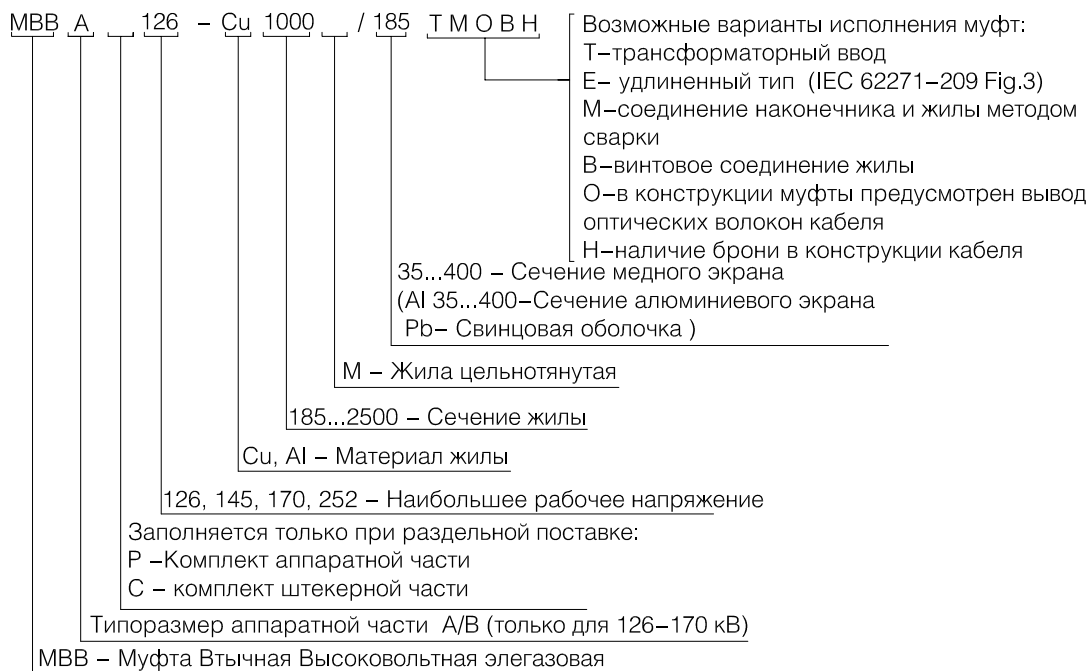 МВВ А _ 126 – Cu 1000 _ / 185 Т М О В Н
Возможные варианты исполнения муфт:
Т–трансформаторный ввод
Е– удлиненный тип (IEC 62271–209 Fig.3)
М–соединение наконечника и жилы методом
сварки
В–винтовое соединение жилы
О–в конструкции муфты предусмотрен вывод
оптических волокон кабеля
Н–наличие брони в конструкции кабеля
35...400 – Сечение медного экрана
(Al 35...400–Сечение алюминиевого экрана
Pb– Свинцовая оболочка )
М – Жила цельнотянутая
185...2500 – Сечение жилы
Cu, Al – Материал жилы
126, 145, 170, 252 – Наибольшее рабочее напряжение
Заполняется только при раздельной поставке:
Р –Комплект аппаратной части
С – комплект штекерной части
Типоразмер аппаратной части А/В (только для 126–170 кВ)
МВВ – Муфта Втычная Высоковольтная элегазовая